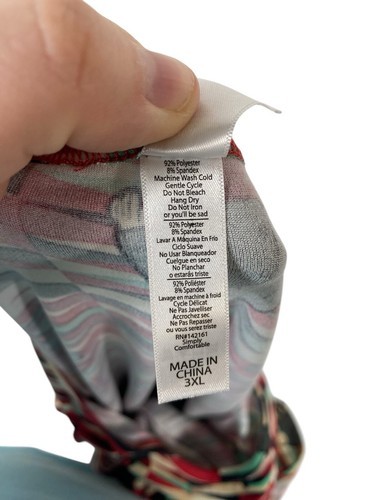 92% Polyester
8% Spandex
Machine Wash Cold
Gentle Cycle
Do Not Bleach
Hang Dry
Do Not Iron
or you'll be sad
92% Polyester
8% Spandex
Lavar A Máquina En Frío
Ciclo Suave
No Usar Blanqueador
Cuelgue en seco
No Planchar
o estarás triste
92% Poliéster
8% Spandex
Lavage en machine à froid
Cycle Délicat
Ne Pas Javelliser
Accrochez sec
Ne Pas Repasser
ou vous serez triste
RN#142161
Simply
Comfortable
MADE IN
CHINA
3XL